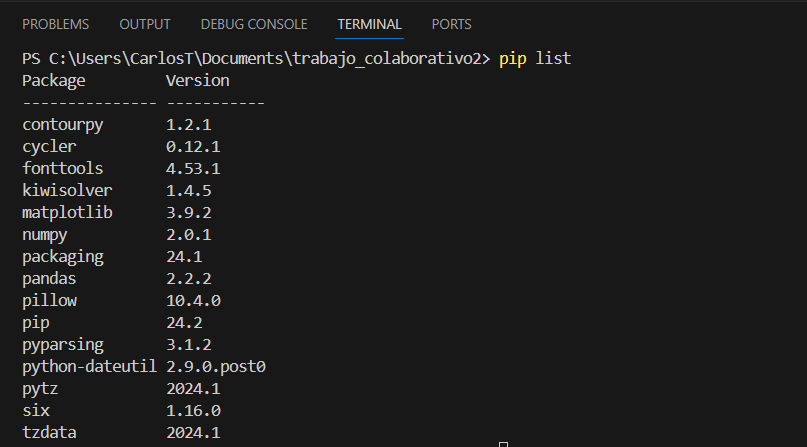 PROBLEMS OUTPUT DEBUG CONSOLE TERMINAL PORTS
PS C:\Users\CarlosT\Documents\trabajo_colaborativo2> pip list
Package         Version
--------------- -----------
contourpy       1.2.1
cycler          0.12.1
fonttools       4.53.1
kiwisolver      1.4.5
matplotlib      3.9.2
numpy           2.0.1
packaging       24.1
pandas          2.2.2
pillow          10.4.0
pip             24.2
pyparsing       3.1.2
python-dateutil 2.9.0.post0
pytz            2024.1
six             1.16.0
tzdata          2024.1